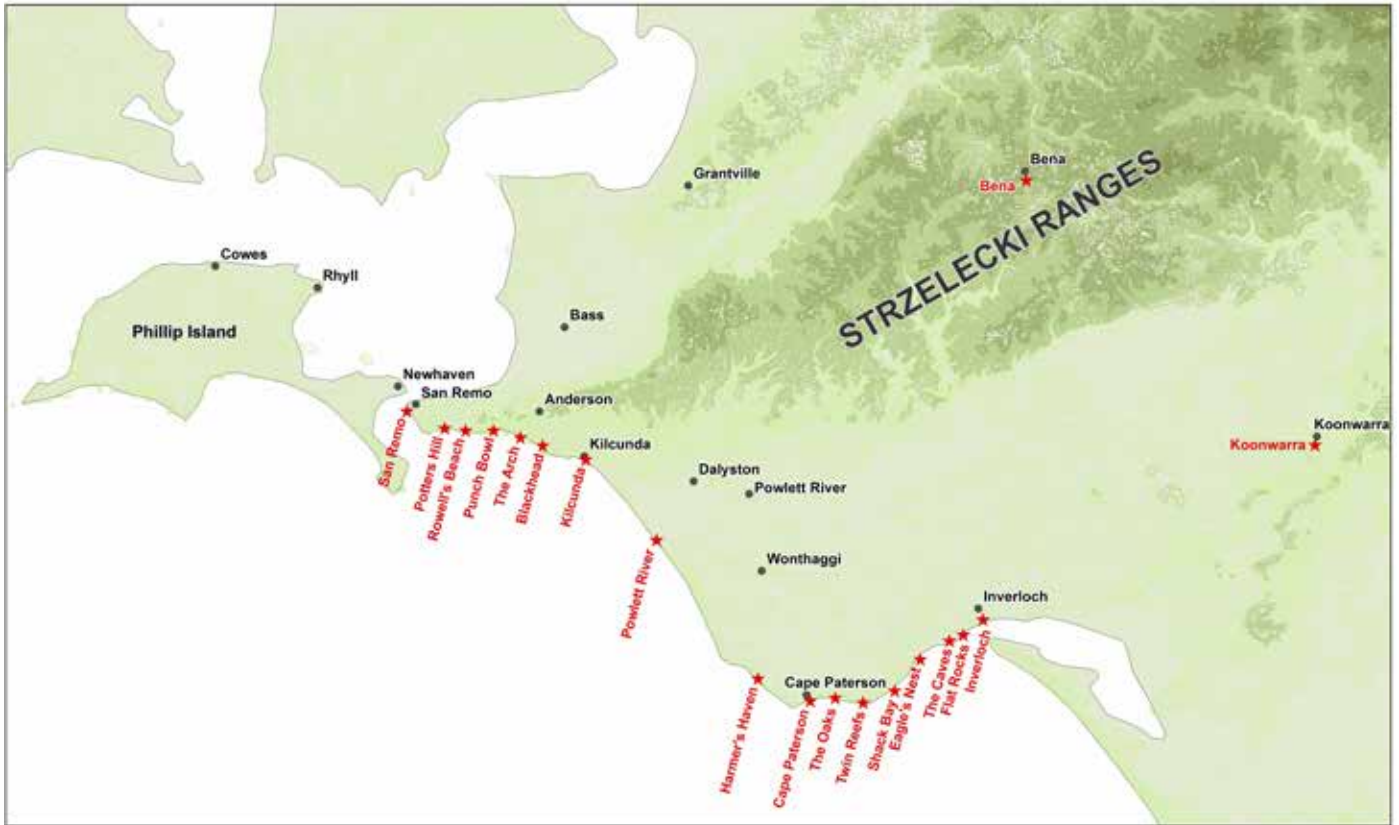 Grantville
Bena
Bena
STRZELECKI RANGES
Cowes
Rhyll
Phillip Island
Bass
Newhaven
San Remo
Anderson
Kilcunda
Koonwarra
Koonwarra
San Remo
Potters Hill
Rowell's Beach
Punch Bowl
The Arch
Blackhead
Kilcunda
Dalyston
Powlett River
Powlett River
Wonthaggi
Inverloch
Cape Paterson
Harmer's Haven
Cape Paterson
The Oaks
Twin Reefs
Shack Bay
Eagle's Nest
The Caves
Flat Rocks
Inverloch